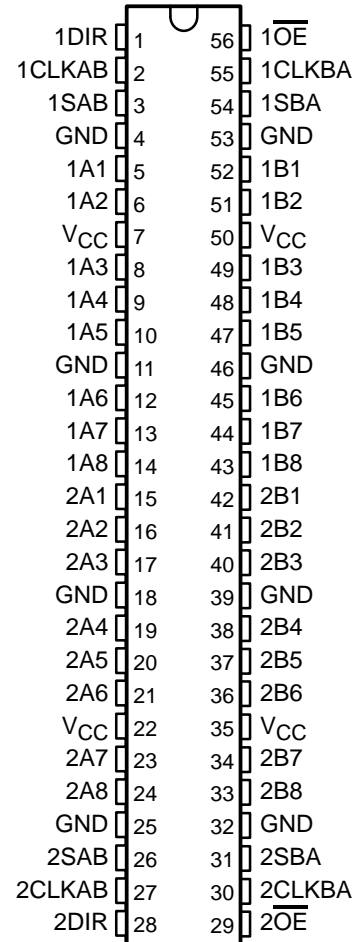 1DIR 1 56 1O̅E̅
1CLKAB 2 55 1CLKBA
1SAB 3 54 1SBA
GND 4 53 GND
1A1 5 52 1B1
1A2 6 51 1B2
VCC 7 50 VCC
1A3 8 49 1B3
1A4 9 48 1B4
1A5 10 47 1B5
GND 11 46 GND
1A6 12 45 1B6
1A7 13 44 1B7
1A8 14 43 1B8
2A1 15 42 2B1
2A2 16 41 2B2
2A3 17 40 2B3
GND 18 39 GND
2A4 19 38 2B4
2A5 20 37 2B5
2A6 21 36 2B6
VCC 22 35 VCC
2A7 23 34 2B7
2A8 24 33 2B8
GND 25 32 GND
2SAB 26 31 2SBA
2CLKAB 27 30 2CLKBA
2DIR 28 29 2O̅E̅